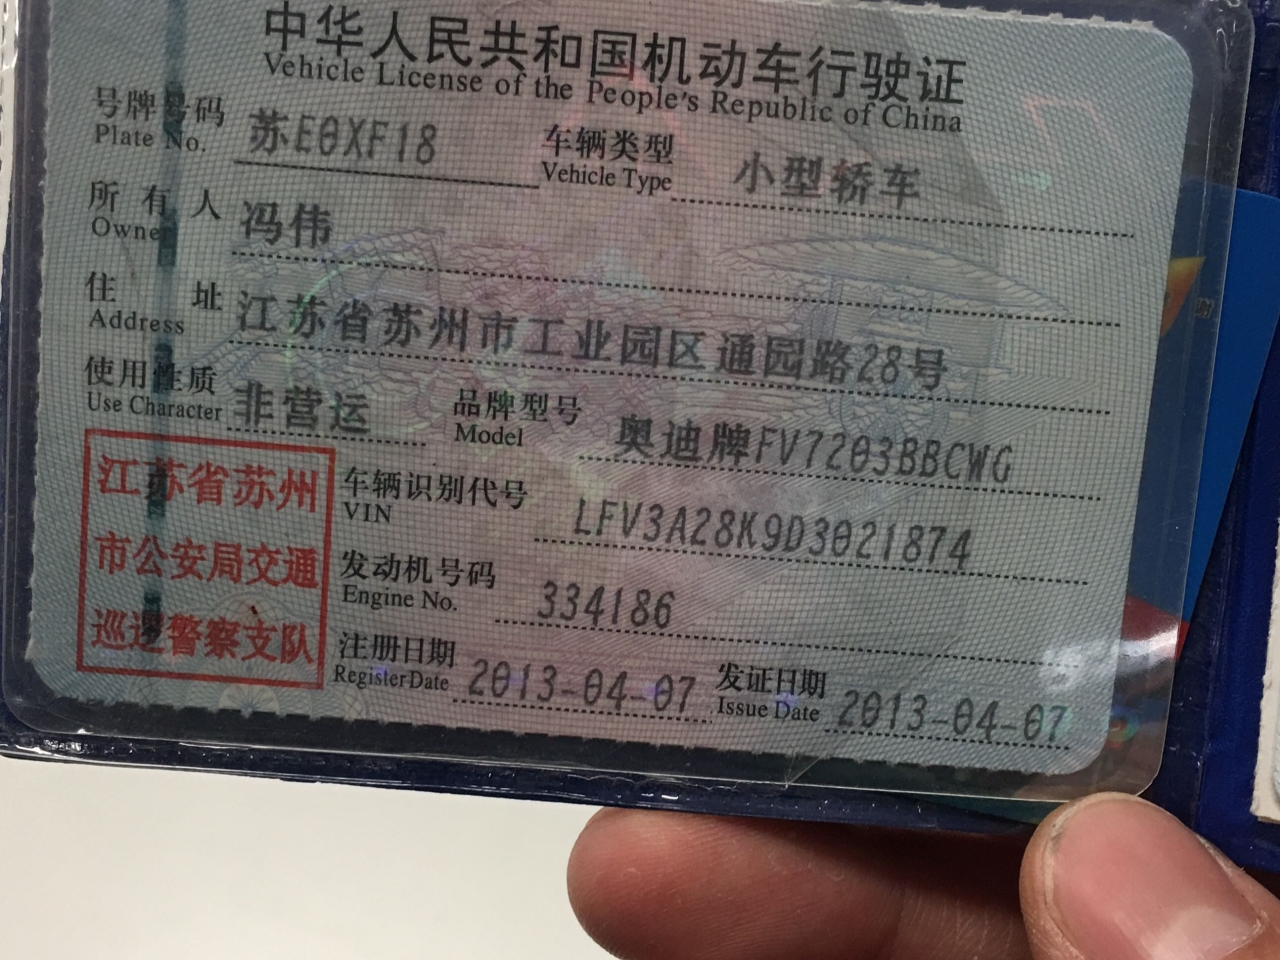 中华人民共和国机动车行驶证
Vehicle License of the People's Republic of China
号牌号码 苏E0XF18 车辆类型 小型轿车
Plate No. Vehicle Type
所有人 冯伟
Owner
住址 江苏省苏州市工业园区通园路28号
Address
使用性质 非营运 品牌型号 奥迪牌FV7203BBCWG
Use Character Model
江苏省苏州
市公安局交通
巡逻警察支队
车辆识别代号 LFV3A28K9D3021874
VIN
发动机号码 334186
Engine No.
注册日期 2013-04-07 发证日期 2013-04-07
Register Date Issue Date